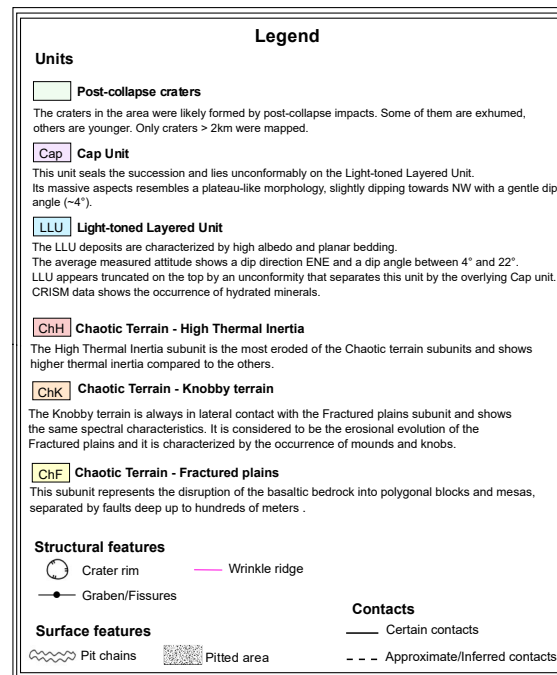 Legend
Units
Post-collapse craters
The craters in the area were likely formed by post-collapse impacts. Some of them are exhumed,
others are younger. Only craters > 2km were mapped.
Cap Cap Unit
This unit seals the succession and lies unconformably on the Light-toned Layered Unit.
Its massive aspects resembles a plateau-like morphology, slightly dipping towards NW with a gentle dip
angle (~4°).
LLU Light-toned Layered Unit
The LLU deposits are characterized by high albedo and planar bedding.
The average measured attitude shows a dip direction ENE and a dip angle between 4° and 22°.
LLU appears truncated on the top by an unconformity that separates this unit by the overlying Cap unit.
CRISM data shows the occurrence of hydrated minerals.
ChH Chaotic Terrain - High Thermal Inertia
The High Thermal Inertia subunit is the most eroded of the Chaotic terrain subunits and shows
higher thermal inertia compared to the others.
ChK Chaotic Terrain - Knobby terrain
The Knobby terrain is always in lateral contact with the Fractured plains subunit and shows
the same spectral characteristics. It is considered to be the erosional evolution of the
Fractured plains and it is characterized by the occurrence of mounds and knobs.
ChF Chaotic Terrain - Fractured plains
This subunit represents the disruption of the basaltic bedrock into polygonal blocks and mesas,
separated by faults deep up to hundreds of meters .
Structural features
Crater rim Wrinkle ridge
Graben/Fissures
Contacts
Certain contacts
Surface features
Pit chains Pitted area
Approximate/Inferred contacts